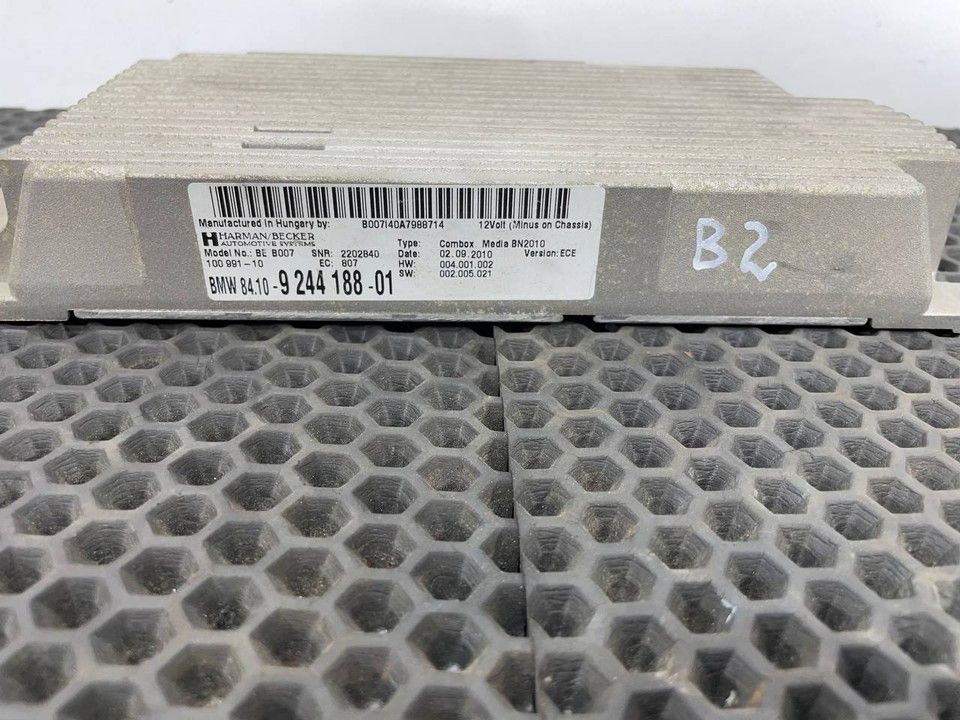 Manufactured in Hungary by: B007I40A7988714 12Volt (Minus on Chassis)
HARMAN/BECKER
AUTOMOTIVE SYSTEMS
Type: Combox Media BN2010
Model No.: BE B007 SNR: 2202840 Date: 02.09.2010 Version: ECE
100 991-10 EC: 807 HW: 004.001.002
SW: 002.005.021
BMW 84.10-9 244 188-01
B2